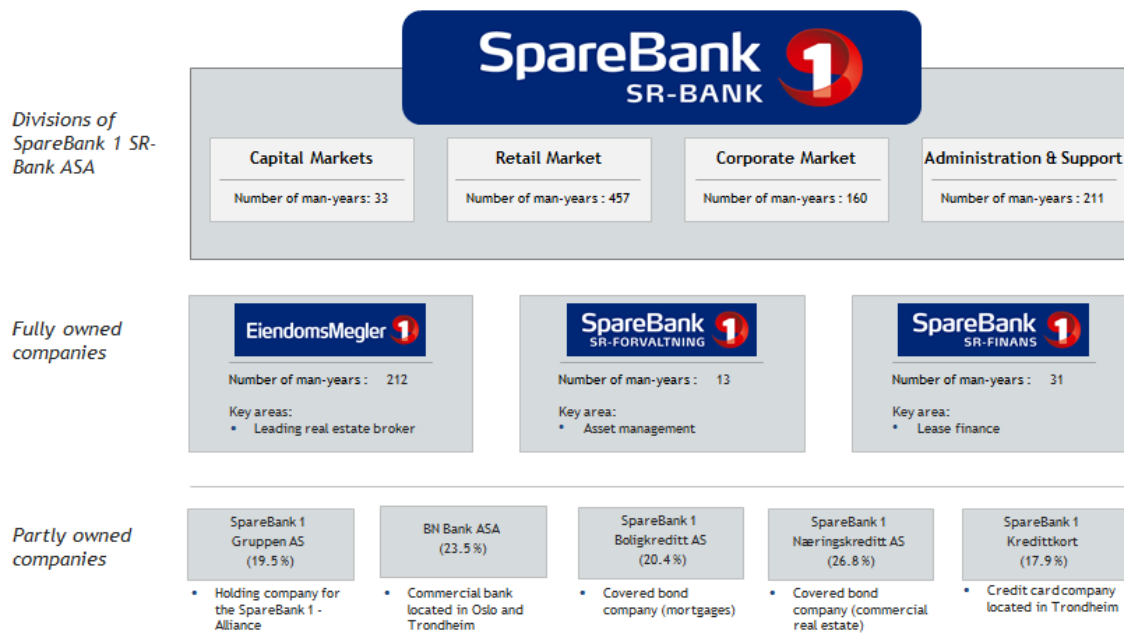 SpareBank 1
SR-BANK
Divisions of
SpareBank 1 SR-
Bank ASA
Capital Markets
Number of man-years: 33
Retail Market
Number of man-years : 457
Corporate Market
Number of man-years : 160
Administration & Support
Number of man-years : 211
Fully owned
companies
EiendomsMegler 1
Number of man-years : 212
Key areas:
• Leading real estate broker
SpareBank 1
SR-FORVALTNING
Number of man-years : 13
Key area:
• Asset management
SpareBank 1
SR-FINANS
Number of man-years : 31
Key area:
• Lease finance
Partly owned
companies
SpareBank 1
Gruppen AS
(19.5 %)
• Holding company for
the SpareBank 1 -
Alliance
BN Bank ASA
(23.5 %)
• Commercial bank
located in Oslo and
Trondheim
SpareBank 1
Boligkreditt AS
(20.4 %)
• Covered bond
company (mortgages)
SpareBank 1
Næringskreditt AS
(26.8 %)
• Covered bond
company (commercial
real estate)
SpareBank 1
Kredittkort
(17.9 %)
• Credit card company
located in Trondheim